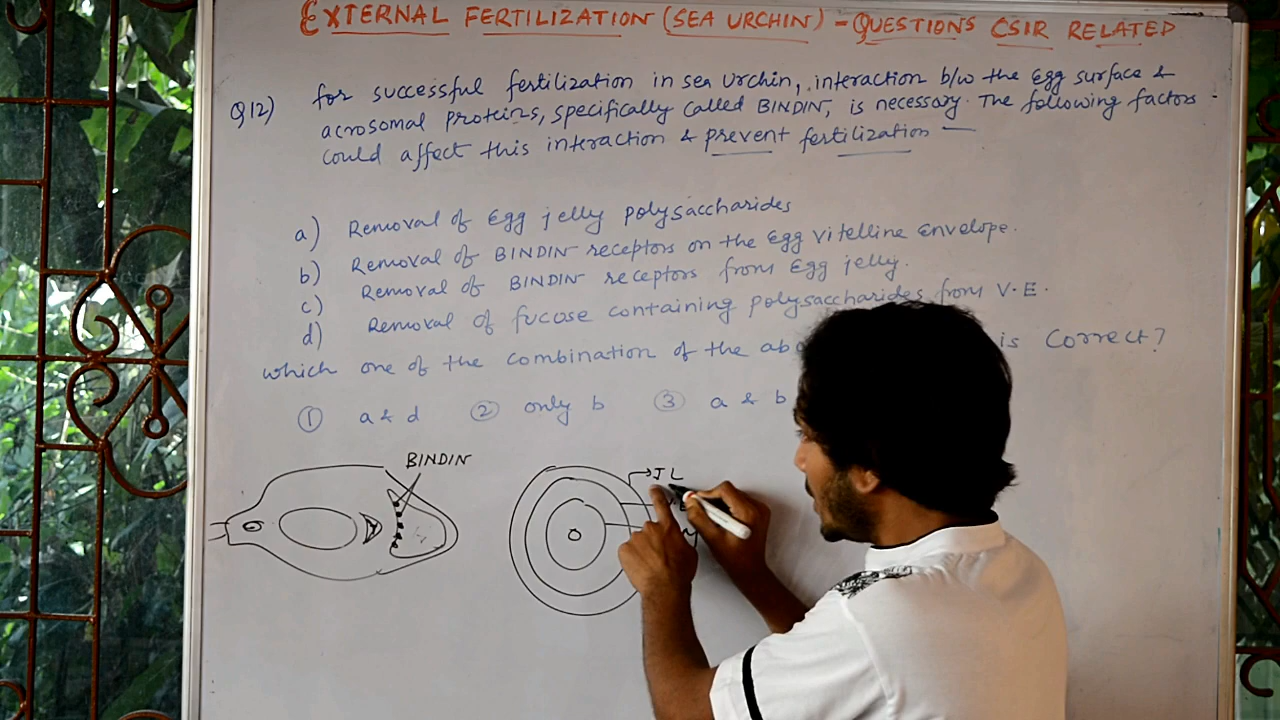 EXTERNAL FERTILIZATION (SEA URCHIN) - QUESTIONS CSIR RELATED
Q12) for successful fertilization in sea urchin, interaction b/w the egg surface &
acrosomal proteins, specifically called BINDIN, is necessary. The following factors
could affect this interaction & prevent fertilization —
a) Removal of Egg jelly polysaccharides
b) Removal of BINDIN receptors on the Egg vitelline envelope.
c) Removal of BINDIN receptors from Egg jelly.
d) Removal of fucose containing polysaccharides from V.E.
which one of the combination of the is correct?
① a & d ② only b ③ a & b
BINDIN
JL